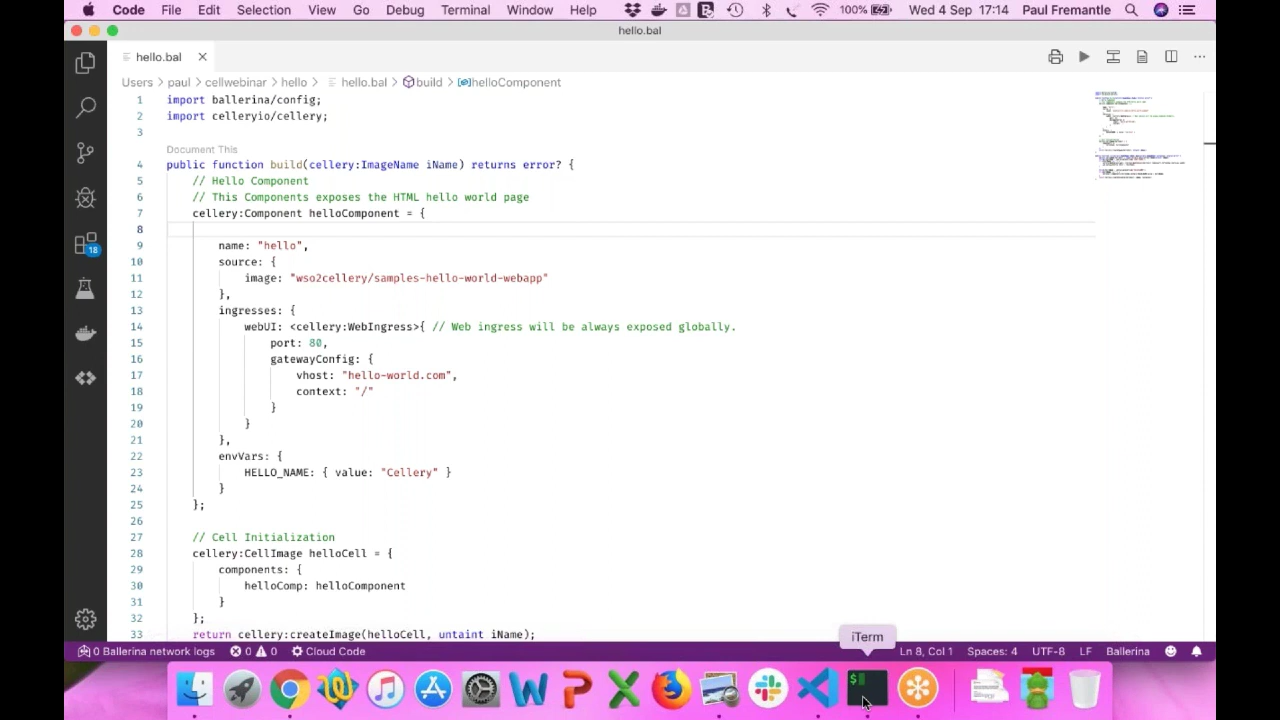 Code File Edit Selection View Go Debug Terminal Window Help 100% Wed 4 Sep 17:14 Paul Fremantle
hello.bal
hello.bal
Users > paul > cellwebinar > hello > hello.bal > build > helloComponent
1 import ballerina/config;
2 import celleryio/cellery;
3
Document This
4 public function build(cellery:ImageName iName) returns error? {
5 // Hello Component
6 // This Components exposes the HTML hello world page
7 cellery:Component helloComponent = {
8
9 name: "hello",
10 source: {
11 image: "wso2cellery/samples-hello-world-webapp"
12 },
13 ingresses: {
14 webUI: <cellery:WebIngress>{ // Web ingress will be always exposed globally.
15 port: 80,
16 gatewayConfig: {
17 vhost: "hello-world.com",
18 context: "/"
19 }
20 }
21 },
22 envVars: {
23 HELLO_NAME: { value: "Cellery" }
24 }
25 };
26
27 // Cell Initialization
28 cellery:CellImage helloCell = {
29 components: {
30 helloComp: helloComponent
31 }
32 };
33 return cellery:createImage(helloCell, untaint iName);
18
iTerm
0 Ballerina network logs 0 0 Cloud Code Ln 8, Col 1 Spaces: 4 UTF-8 LF Ballerina